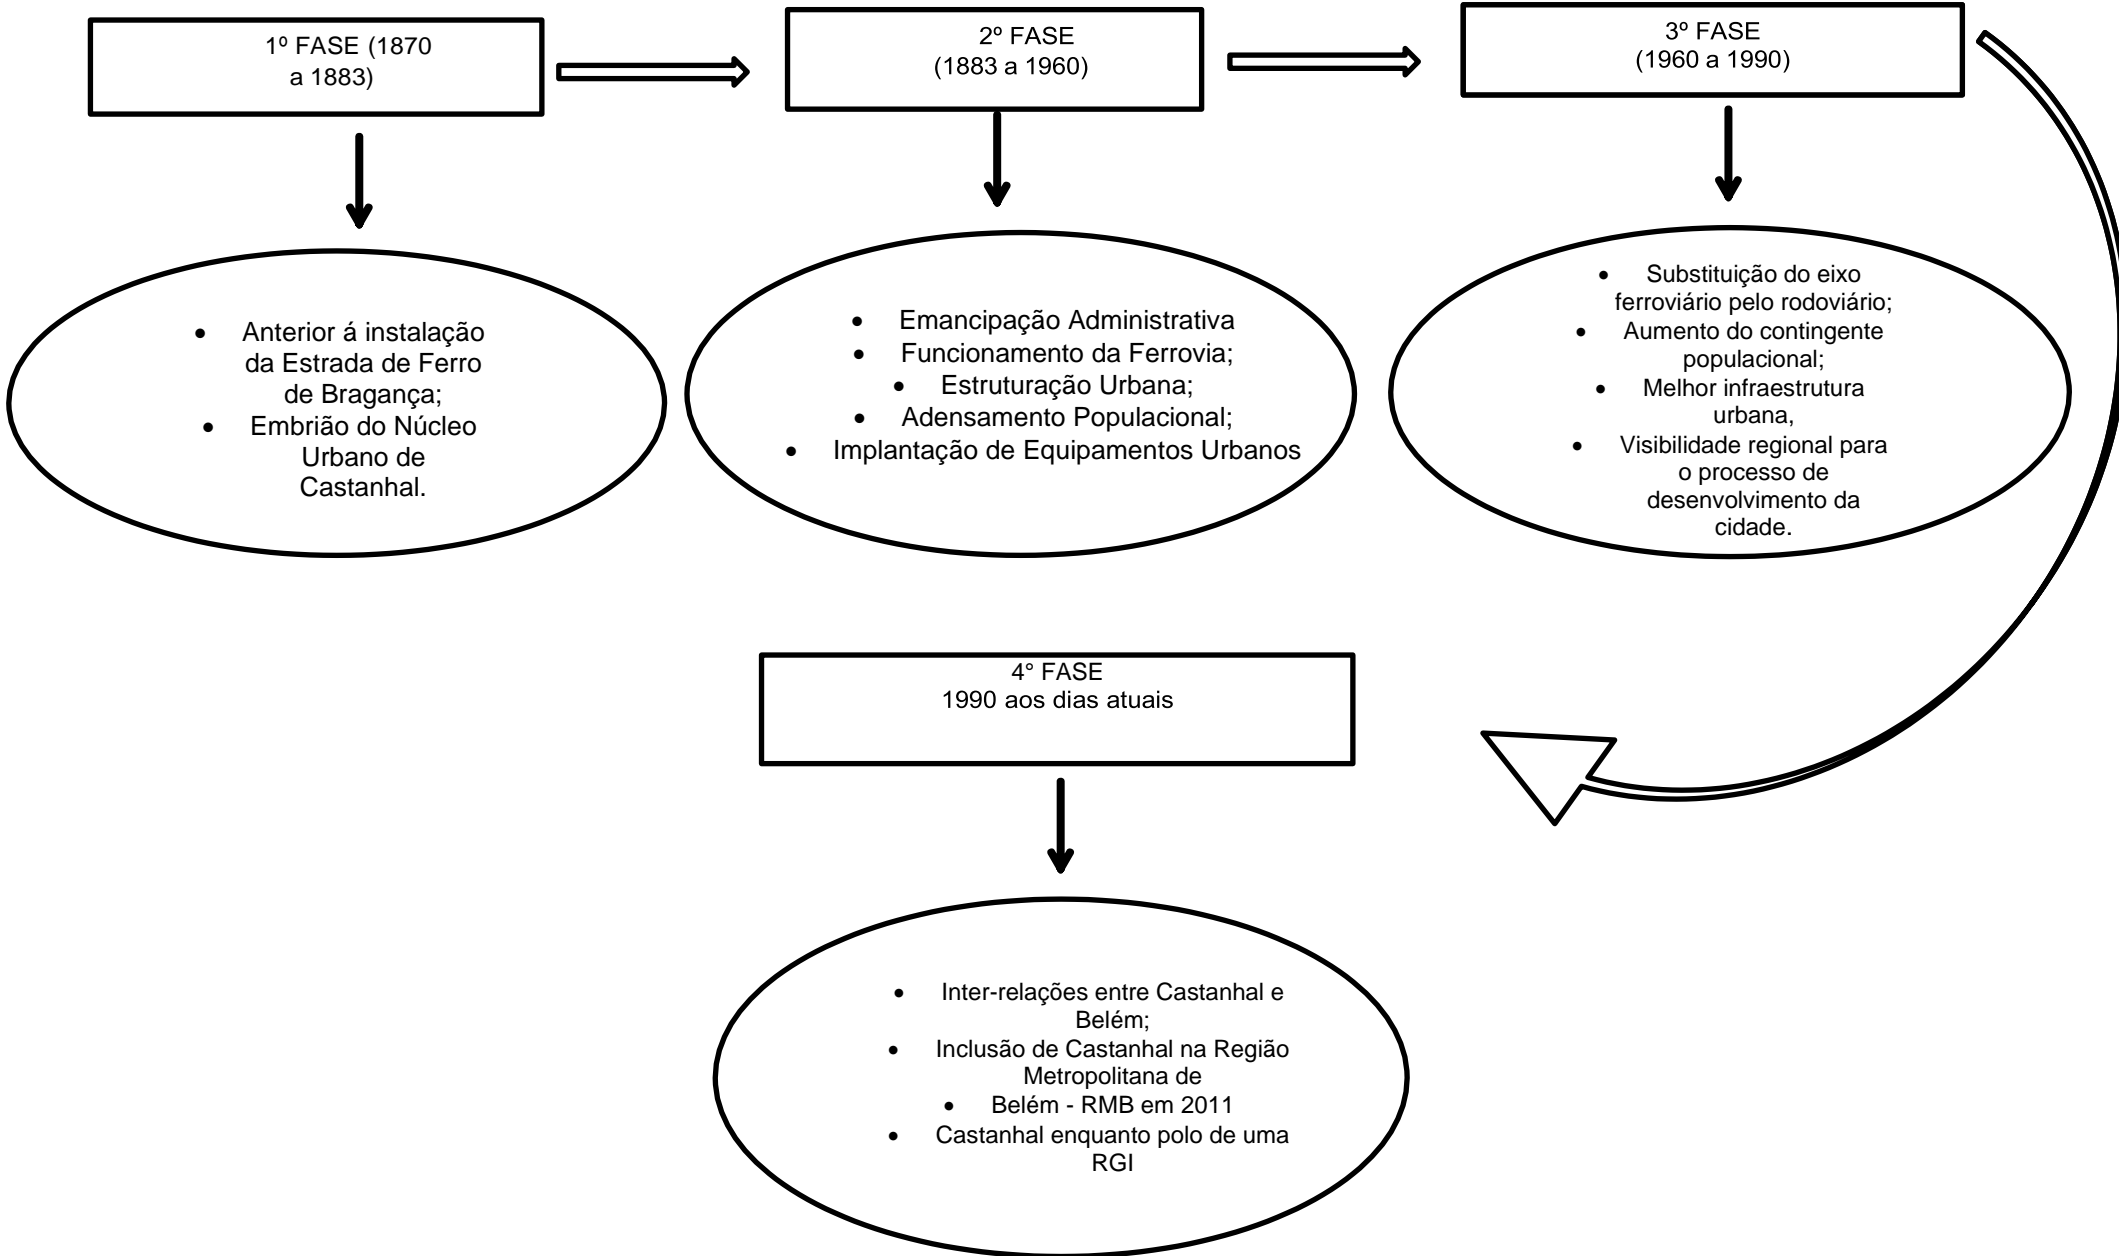 1º FASE (1870
a 1883)
2º FASE
(1883 a 1960)
3º FASE
(1960 a 1990)
• Anterior á instalação
da Estrada de Ferro
de Bragança;
• Embrião do Núcleo
Urbano de
Castanhal.
• Emancipação Administrativa
• Funcionamento da Ferrovia;
• Estruturação Urbana;
• Adensamento Populacional;
• Implantação de Equipamentos Urbanos
• Substituição do eixo
ferroviário pelo rodoviário;
• Aumento do contingente
populacional;
• Melhor infraestrutura
urbana,
• Visibilidade regional para
o processo de
desenvolvimento da
cidade.
4° FASE
1990 aos dias atuais
• Inter-relações entre Castanhal e
Belém;
• Inclusão de Castanhal na Região
Metropolitana de
• Belém - RMB em 2011
• Castanhal enquanto polo de uma
RGI